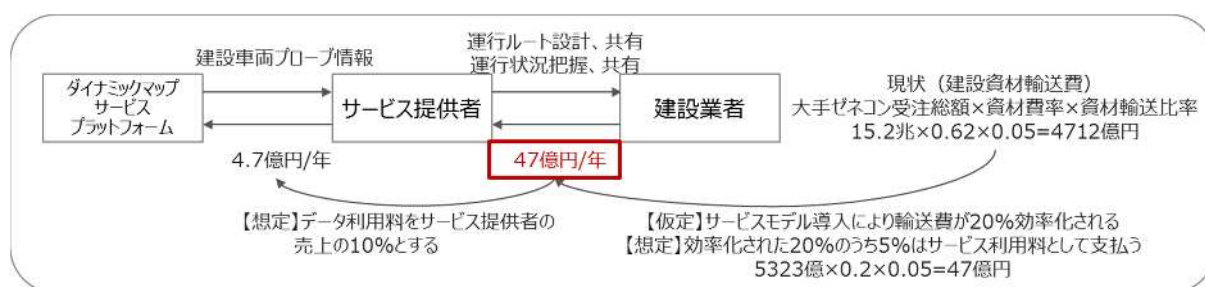 建設車両プローブ情報
運行ルート設計、共有
運行状況把握、共有
ダイナミックマップ
サービス
プラットフォーム
サービス提供者
建設業者
現状（建設資材輸送費）
大手ゼネコン受注総額×資材費率×資材輸送比率
15.2兆×0.62×0.05=4712億円
4.7億円/年
47億円/年
【想定】データ利用料をサービス提供者の
売上の10%とする
【仮定】サービスモデル導入により輸送費が20%効率化される
【想定】効率化された20%のうち5%はサービス利用料として支払う
5323億×0.2×0.05=47億円